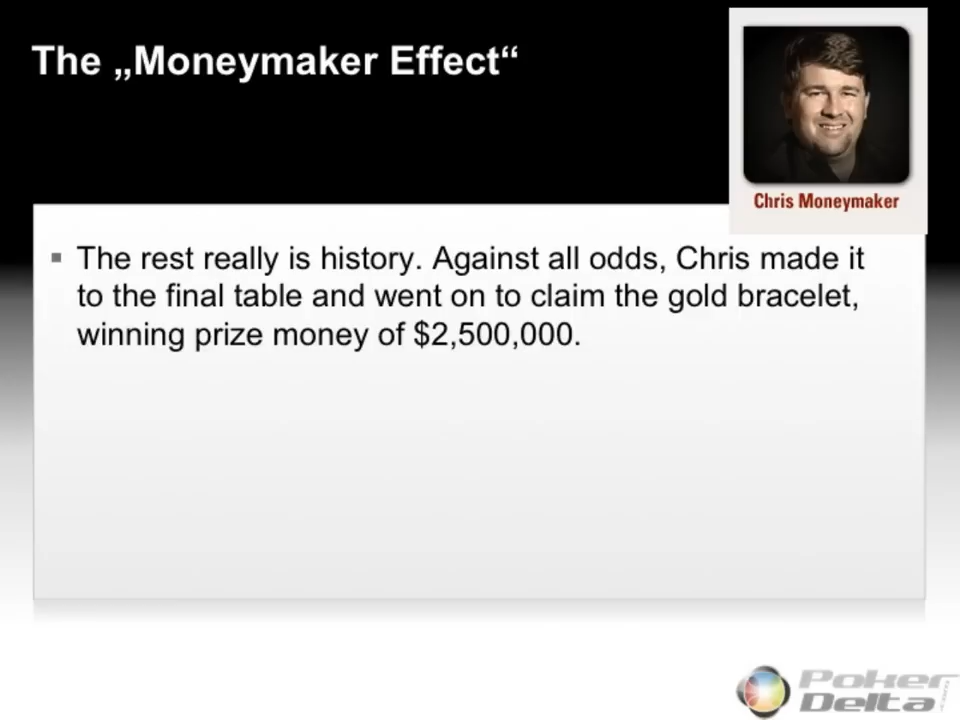 The „Moneymaker Effect“
Chris Moneymaker
The rest really is history. Against all odds, Chris made it
to the final table and went on to claim the gold bracelet,
winning prize money of $2,500,000.
Poker
Delta